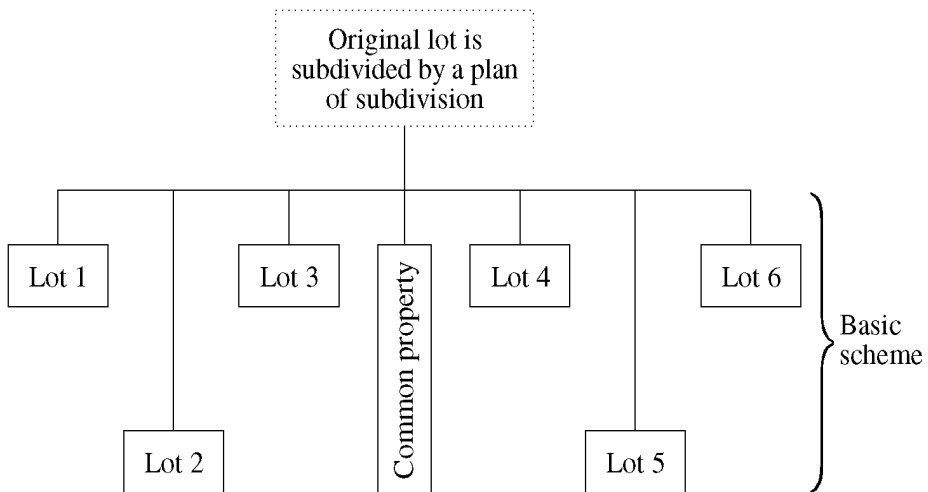 Original lot is
subdivided by a plan
of subdivision
Lot 1
Lot 3
Common property
Lot 4
Lot 6
Basic
scheme
Lot 2
Lot 5